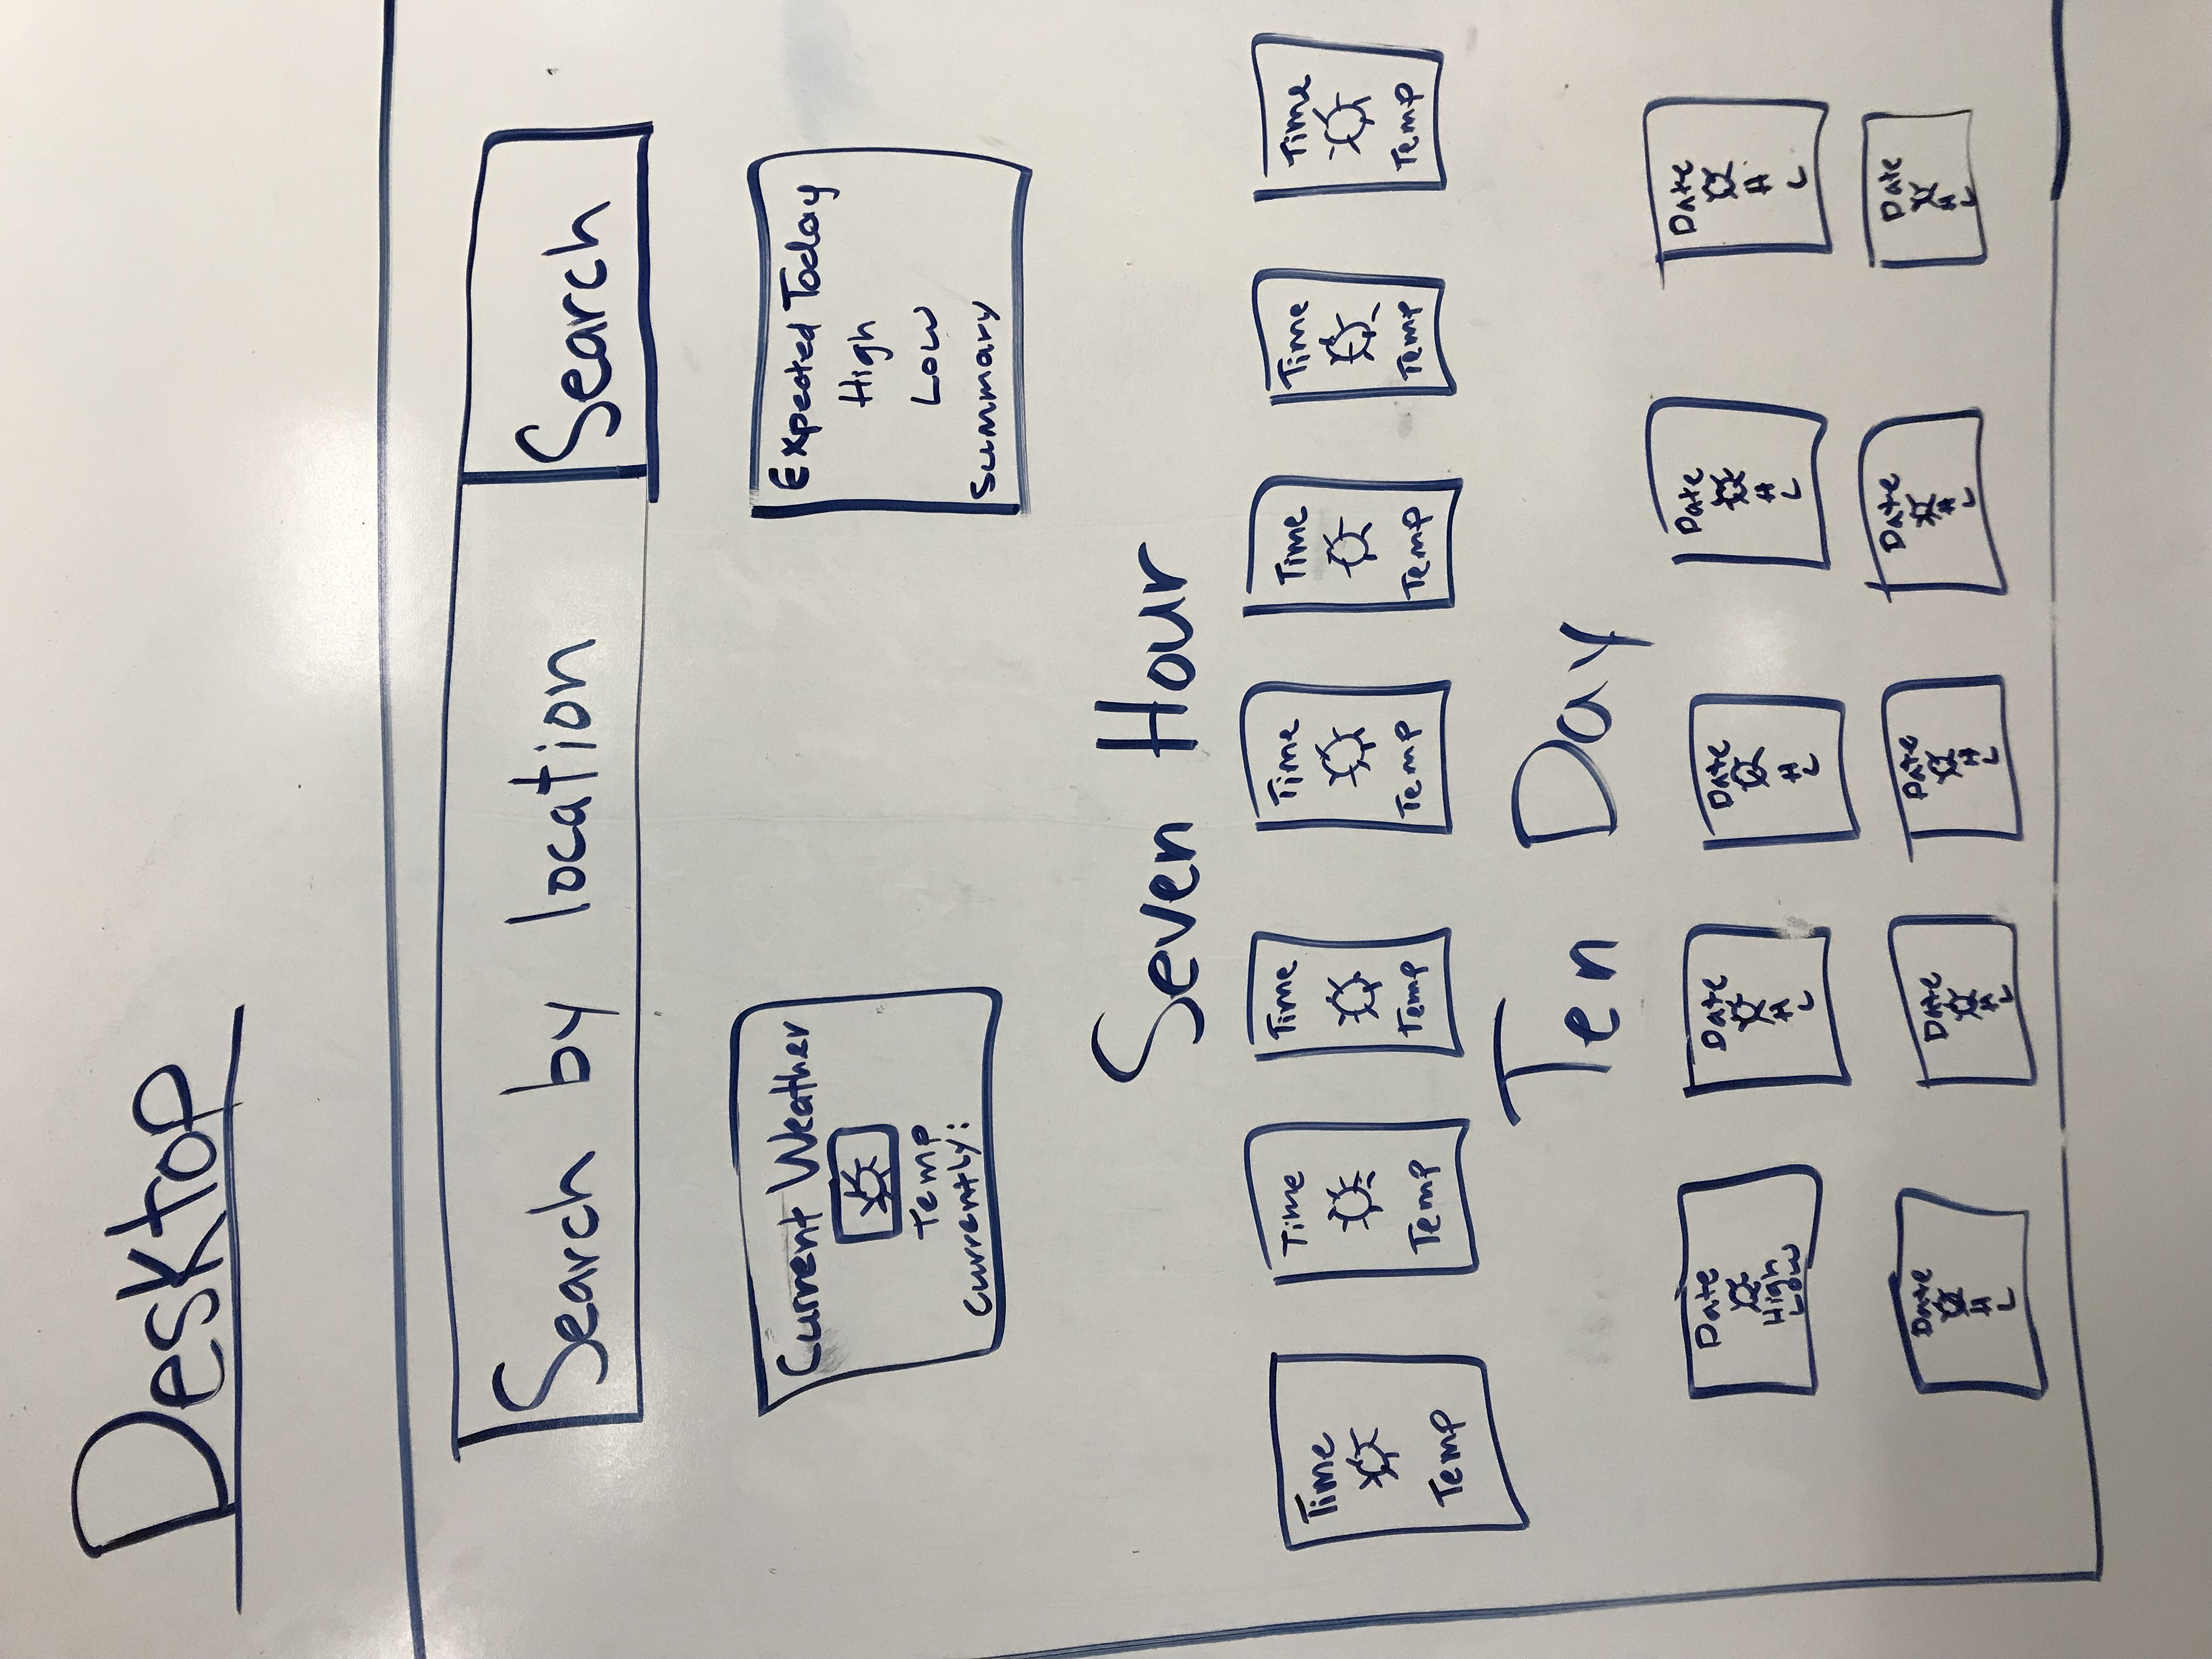 Desktop
Search by location Search
Current Weather
Temp
Currently:
Expected Today
High
Low
Summary
Seven Hour
Time Time Time Time Time Time Time
Temp Temp Temp Temp Temp Temp Temp
Ten Day
Date Date Date Date Date
High H H H H
Low L L L L
Date Date Date Date Date
H H H H H
L L L L L